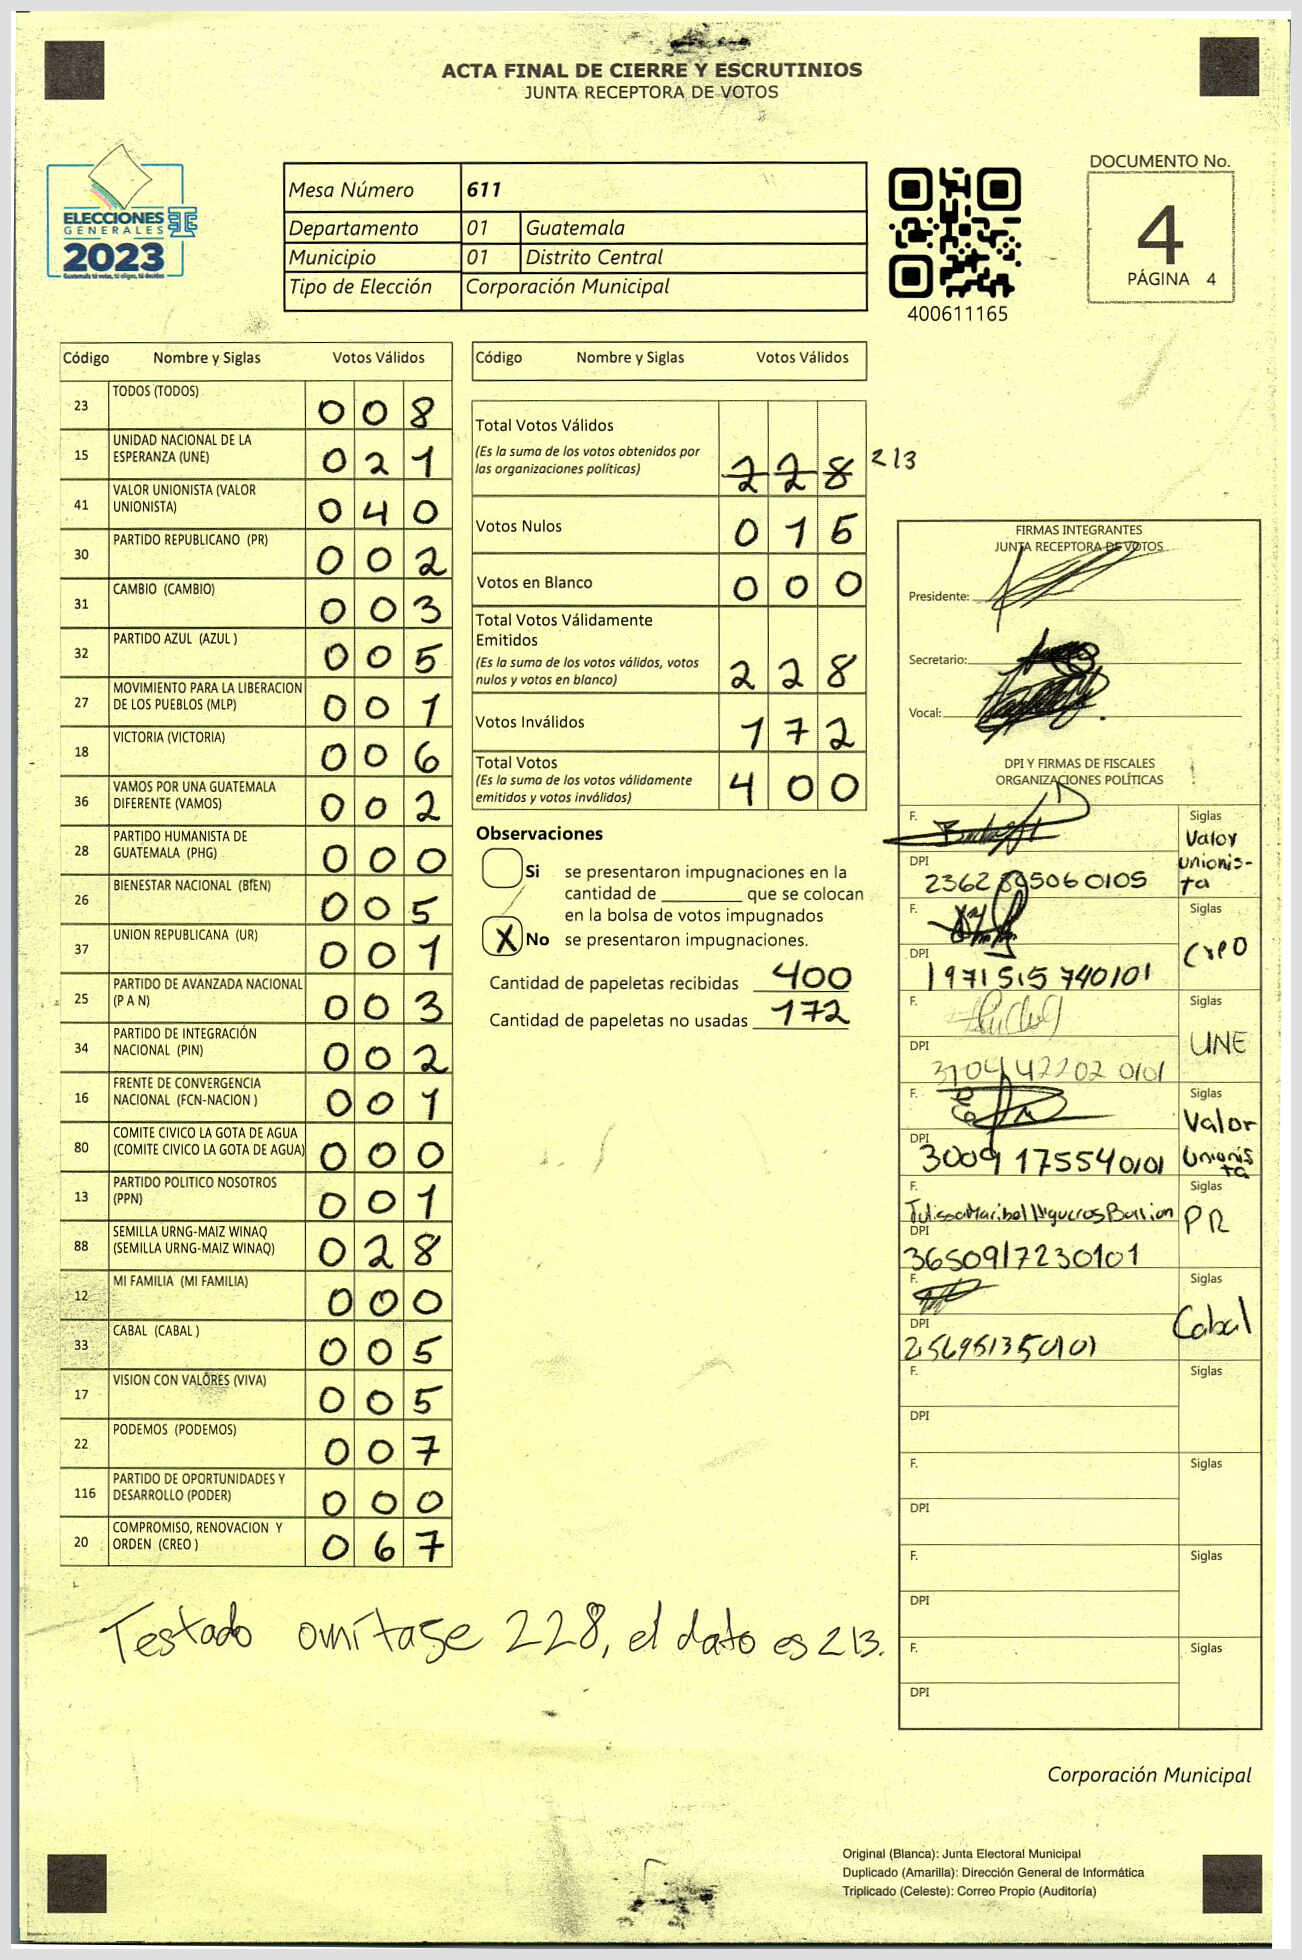 ACTA FINAL DE CIERRE Y ESCRUTINIOS
JUNTA RECEPTORA DE VOTOS
ELECCIONES
GENERALES
2023
Guatemala tú votas, tú eliges, tú decides
Mesa Número 611
Departamento 01 Guatemala
Municipio 01 Distrito Central
Tipo de Elección Corporación Municipal
400611165
DOCUMENTO No.
4
PÁGINA 4
Código Nombre y Siglas Votos Válidos
23 TODOS (TODOS) 0 0 8
15 UNIDAD NACIONAL DE LA
ESPERANZA (UNE) 0 2 1
41 VALOR UNIONISTA (VALOR
UNIONISTA) 0 4 0
30 PARTIDO REPUBLICANO (PR) 0 0 2
31 CAMBIO (CAMBIO) 0 0 3
32 PARTIDO AZUL (AZUL ) 0 0 5
27 MOVIMIENTO PARA LA LIBERACION
DE LOS PUEBLOS (MLP) 0 0 1
18 VICTORIA (VICTORIA) 0 0 6
36 VAMOS POR UNA GUATEMALA
DIFERENTE (VAMOS) 0 0 2
28 PARTIDO HUMANISTA DE
GUATEMALA (PHG) 0 0 0
26 BIENESTAR NACIONAL (BIEN) 0 0 5
37 UNION REPUBLICANA (UR) 0 0 1
25 PARTIDO DE AVANZADA NACIONAL
(P A N) 0 0 3
34 PARTIDO DE INTEGRACIÓN
NACIONAL (PIN) 0 0 2
16 FRENTE DE CONVERGENCIA
NACIONAL (FCN-NACION ) 0 0 1
80 COMITE CIVICO LA GOTA DE AGUA
(COMITE CIVICO LA GOTA DE AGUA) 0 0 0
13 PARTIDO POLITICO NOSOTROS
(PPN) 0 0 1
88 SEMILLA URNG-MAIZ WINAQ
(SEMILLA URNG-MAIZ WINAQ) 0 2 8
12 MI FAMILIA (MI FAMILIA) 0 0 0
33 CABAL (CABAL ) 0 0 5
17 VISION CON VALORES (VIVA) 0 0 5
22 PODEMOS (PODEMOS) 0 0 7
116 PARTIDO DE OPORTUNIDADES Y
DESARROLLO (PODER) 0 0 0
20 COMPROMISO, RENOVACION Y
ORDEN (CREO ) 0 6 7
Código Nombre y Siglas Votos Válidos
Total Votos Válidos
(Es la suma de los votos obtenidos por
las organizaciones políticas) 2 2 8 213
Votos Nulos 0 1 5
Votos en Blanco 0 0 0
Total Votos Válidamente
Emitidos
(Es la suma de los votos válidos, votos
nulos y votos en blanco) 2 2 8
Votos Inválidos 1 7 2
Total Votos
(Es la suma de los votos válidamente
emitidos y votos inválidos) 4 0 0
Observaciones
Si se presentaron impugnaciones en la
cantidad de ________ que se colocan
en la bolsa de votos impugnados
X No se presentaron impugnaciones.
Cantidad de papeletas recibidas 400
Cantidad de papeletas no usadas 172
FIRMAS INTEGRANTES
JUNTA RECEPTORA DE VOTOS
Presidente:
Secretario:
Vocal:
DPI Y FIRMAS DE FISCALES
ORGANIZACIONES POLÍTICAS
F. Siglas
Valor
Unionis-
ta
DPI
F. Siglas
CREO
DPI 1971515740101
F. Siglas
UNE
DPI 3704422020101
F. Siglas
Valor
Unionis
ta
DPI 3009175540101
F. Siglas
PR
DPI 3650917230101
F. Siglas
Cabal
DPI
F. Siglas
DPI
F. Siglas
DPI
F. Siglas
DPI
F. Siglas
DPI
Testado omítase 228, el dato es 213.
Corporación Municipal
Original (Blanca): Junta Electoral Municipal
Duplicado (Amarilla): Dirección General de Informática
Triplicado (Celeste): Correo Propio (Auditoría)